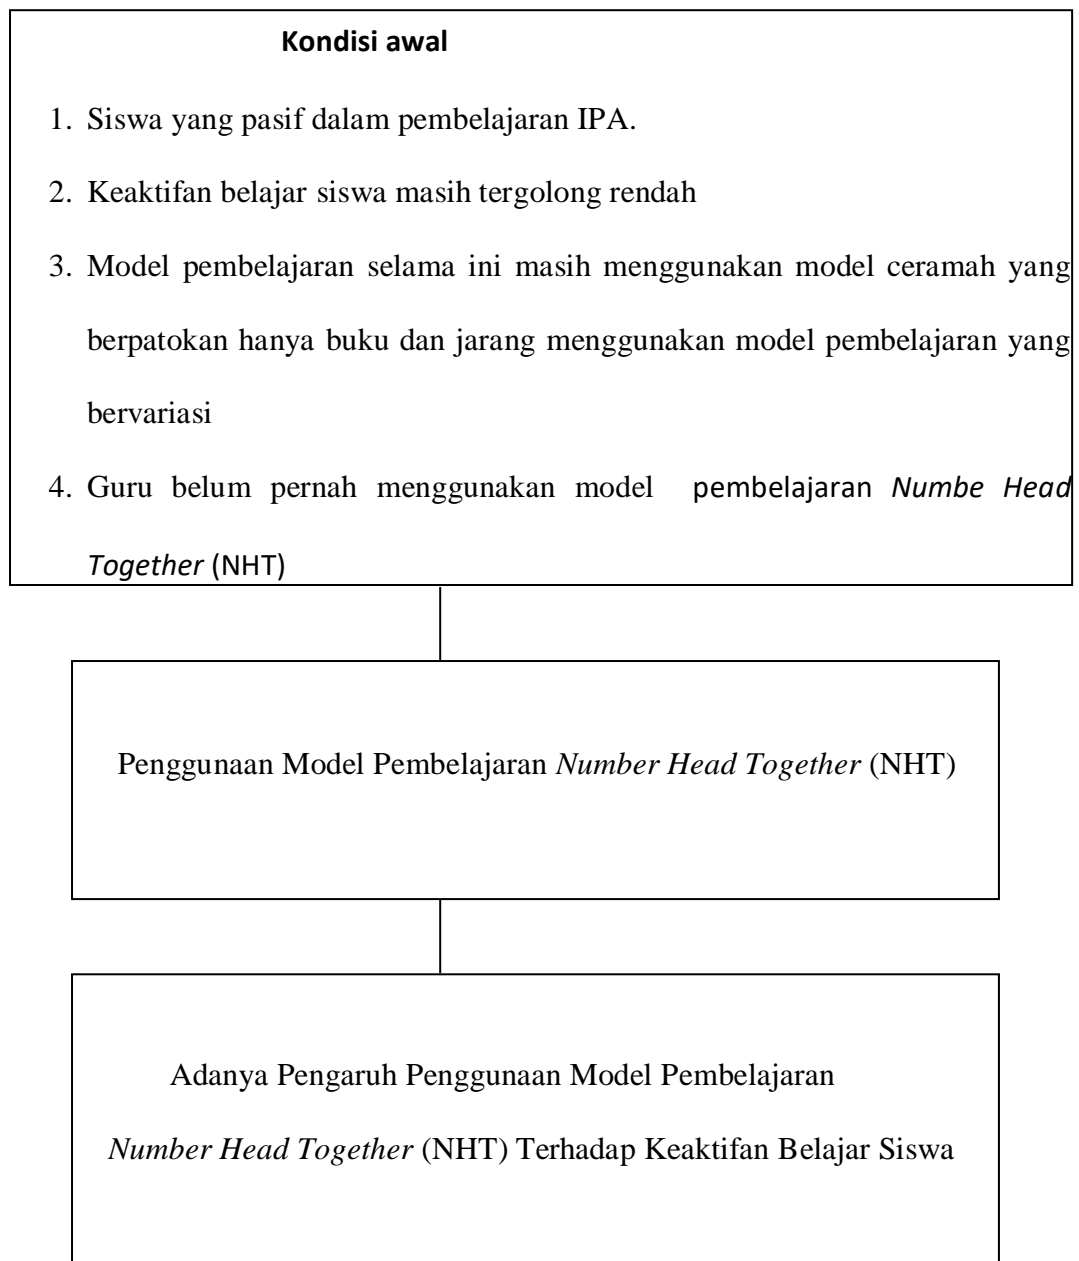 Kondisi awal
1. Siswa yang pasif dalam pembelajaran IPA.
2. Keaktifan belajar siswa masih tergolong rendah
3. Model pembelajaran selama ini masih menggunakan model ceramah yang
berpatokan hanya buku dan jarang menggunakan model pembelajaran yang
bervariasi
4. Guru belum pernah menggunakan model pembelajaran Numbe Head
Together (NHT)
Penggunaan Model Pembelajaran Number Head Together (NHT)
Adanya Pengaruh Penggunaan Model Pembelajaran
Number Head Together (NHT) Terhadap Keaktifan Belajar Siswa